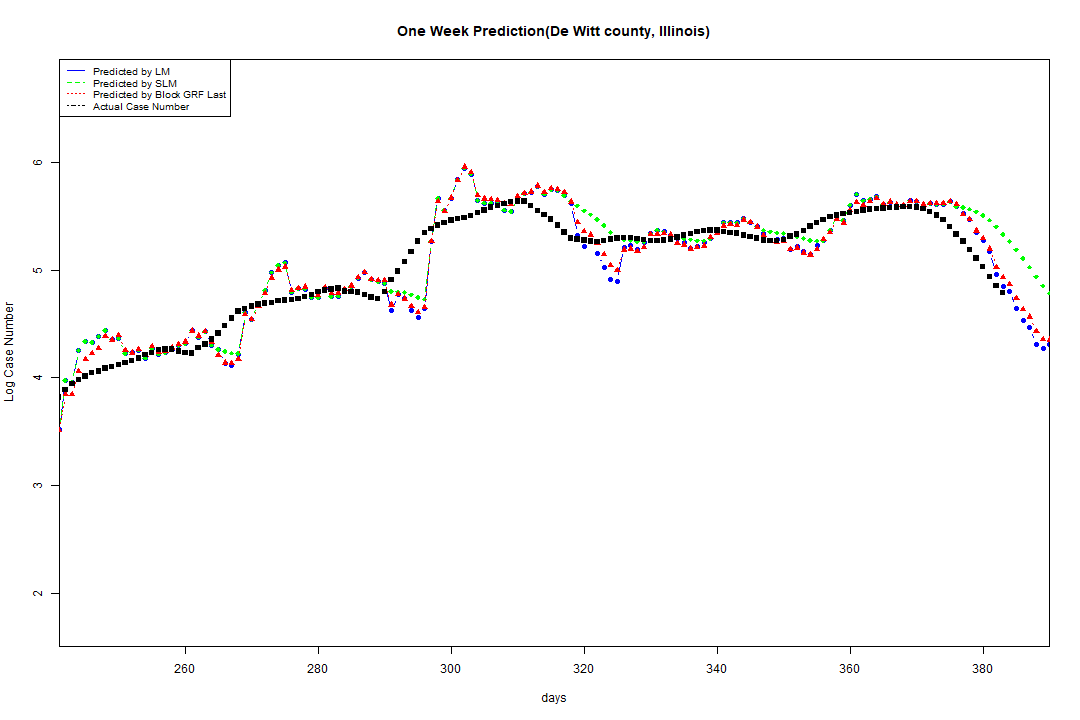 One Week Prediction(De Witt county, Illinois)
Predicted by LM
Predicted by SLM
Predicted by Block GRF Last
Actual Case Number
6
5
4
3
2
Log Case Number
260 280 300 320 340 360 380
days